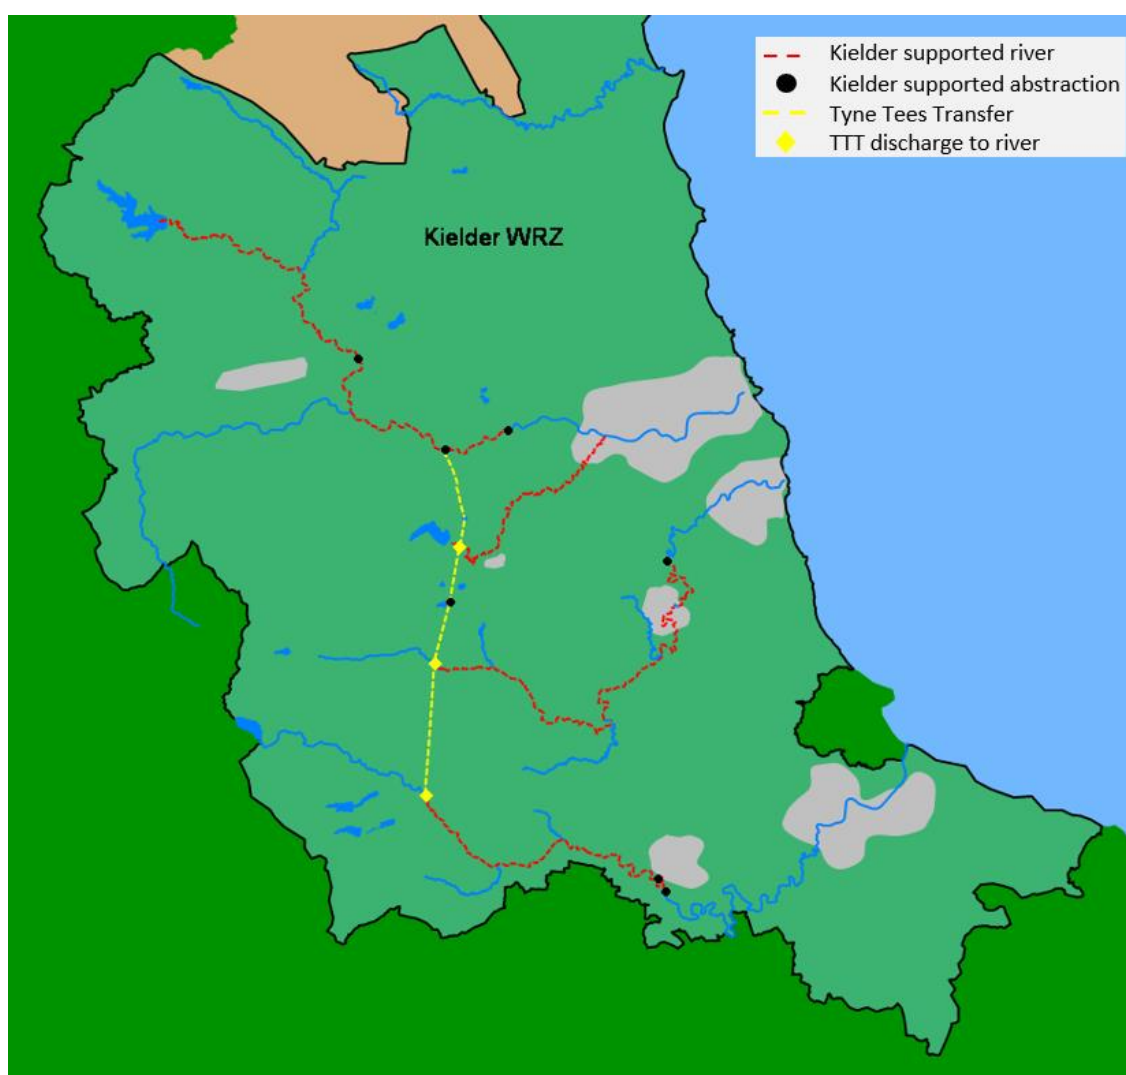 Kielder supported river
Kielder supported abstraction
Tyne Tees Transfer
TTT discharge to river
Kielder WRZ